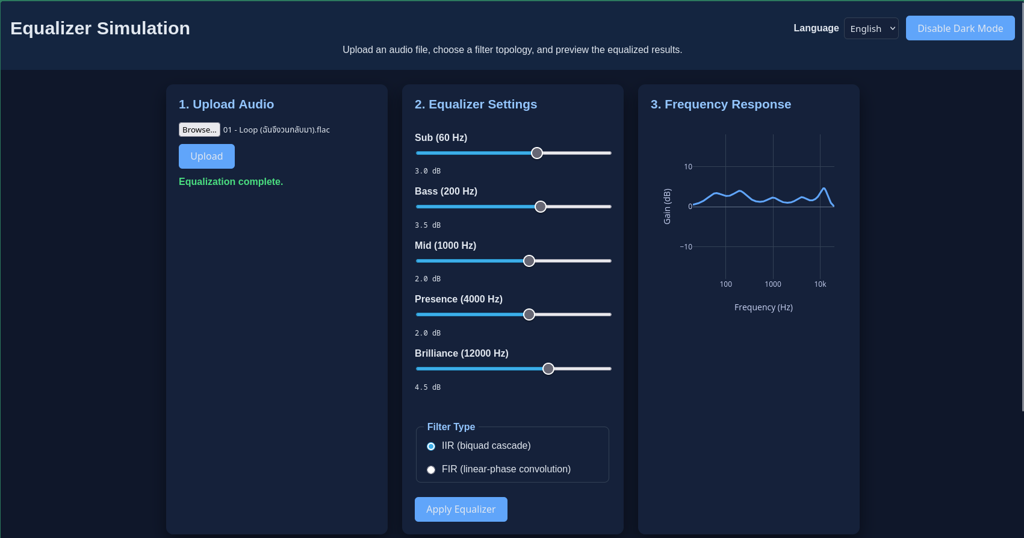 Equalizer Simulation
Language English Disable Dark Mode
Upload an audio file, choose a filter topology, and preview the equalized results.
1. Upload Audio
Browse... 01 - Loop (ฉันจึงวนกลับมา).flac
Upload
Equalization complete.
2. Equalizer Settings
Sub (60 Hz)
3.0 dB
Bass (200 Hz)
3.5 dB
Mid (1000 Hz)
2.0 dB
Presence (4000 Hz)
2.0 dB
Brilliance (12000 Hz)
4.5 dB
Filter Type
IIR (biquad cascade)
FIR (linear-phase convolution)
Apply Equalizer
3. Frequency Response
10
0
−10
Gain (dB)
100 1000 10k
Frequency (Hz)